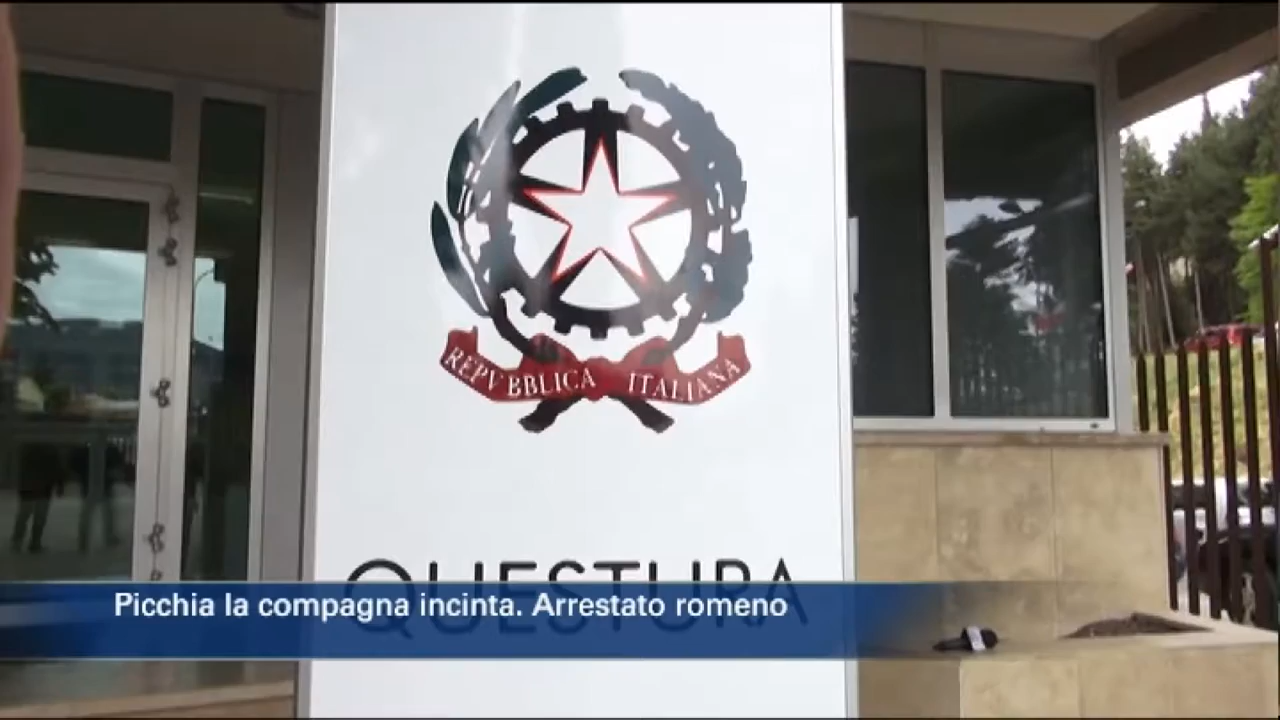 REPVBBLICA ITALIANA
QUESTURA
Picchia la compagna incinta. Arrestato romeno